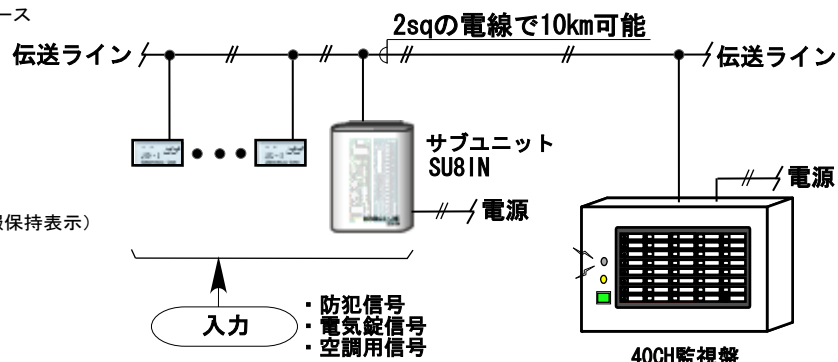 ース
2sqの電線で10km可能
伝送ライン
伝送ライン
サブユニット
SU8IN
電源
電源
報保持表示）
入力
・防犯信号
・電気錠信号
・空調用信号
40CH監視盤